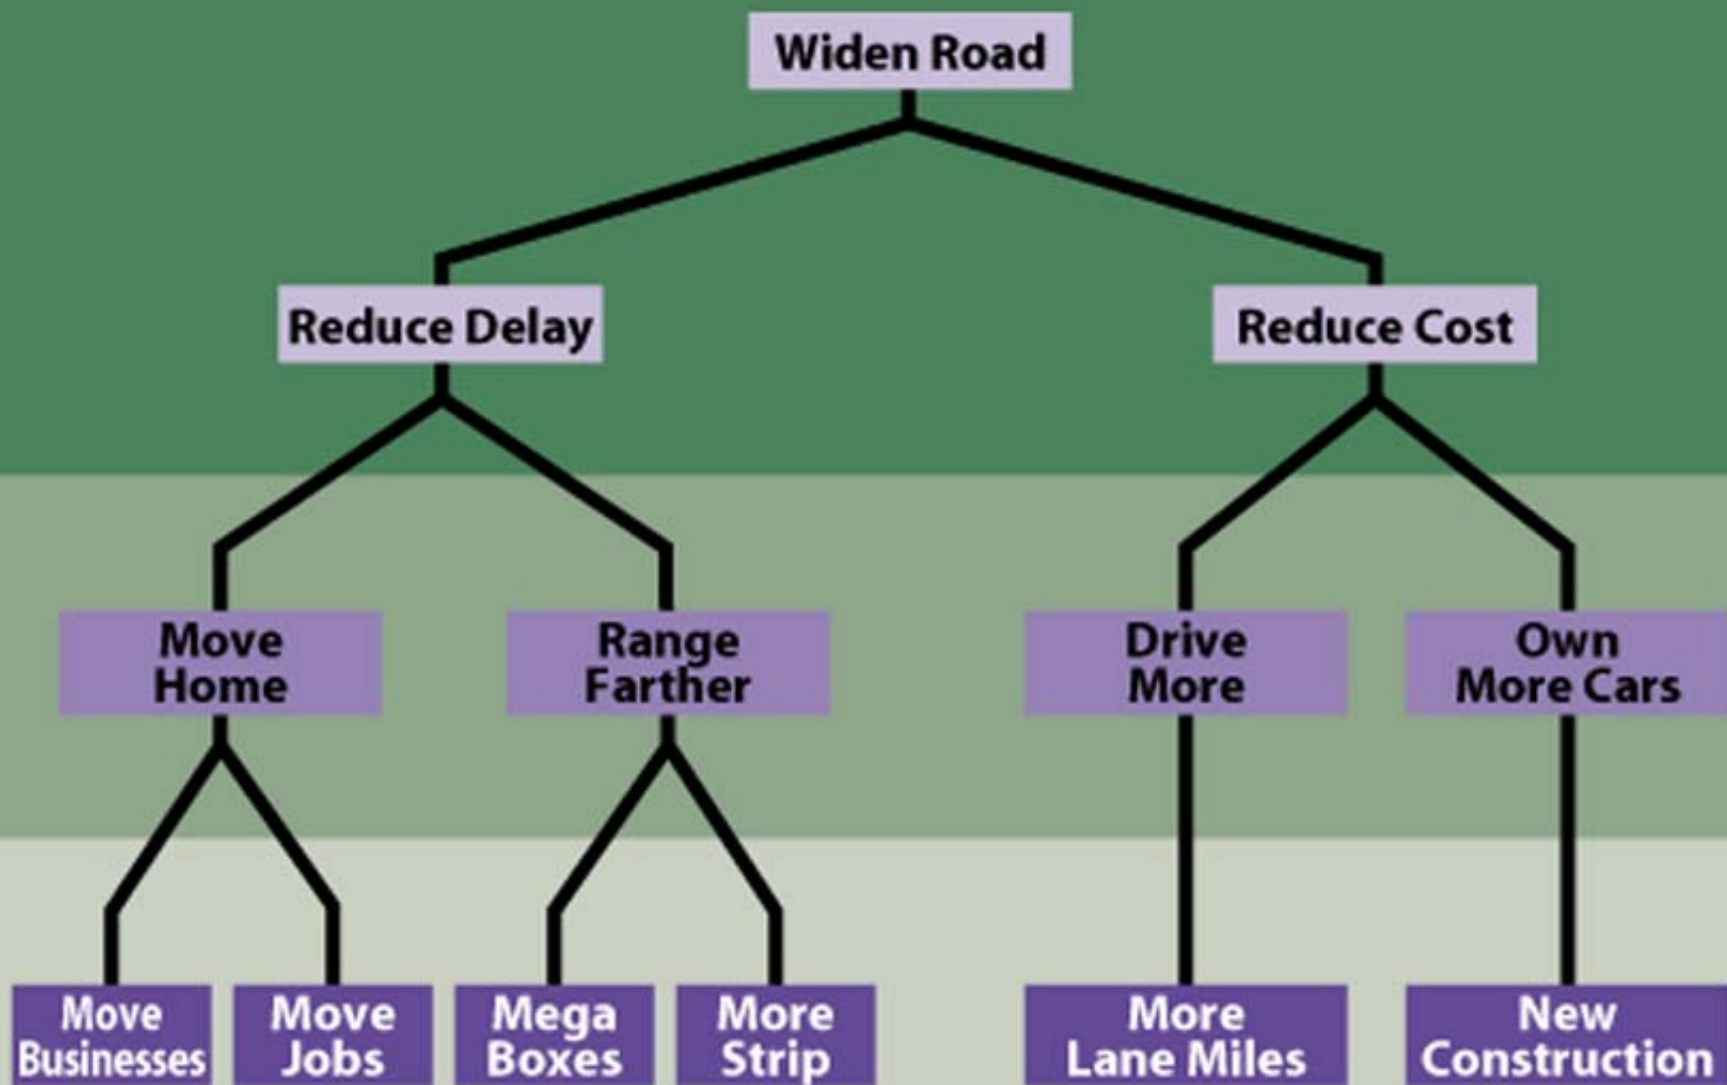 Widen Road
Reduce Delay
Reduce Cost
Move
Home
Range
Farther
Drive
More
Own
More Cars
Move
Businesses
Move
Jobs
Mega
Boxes
More
Strip
More
Lane Miles
New
Construction